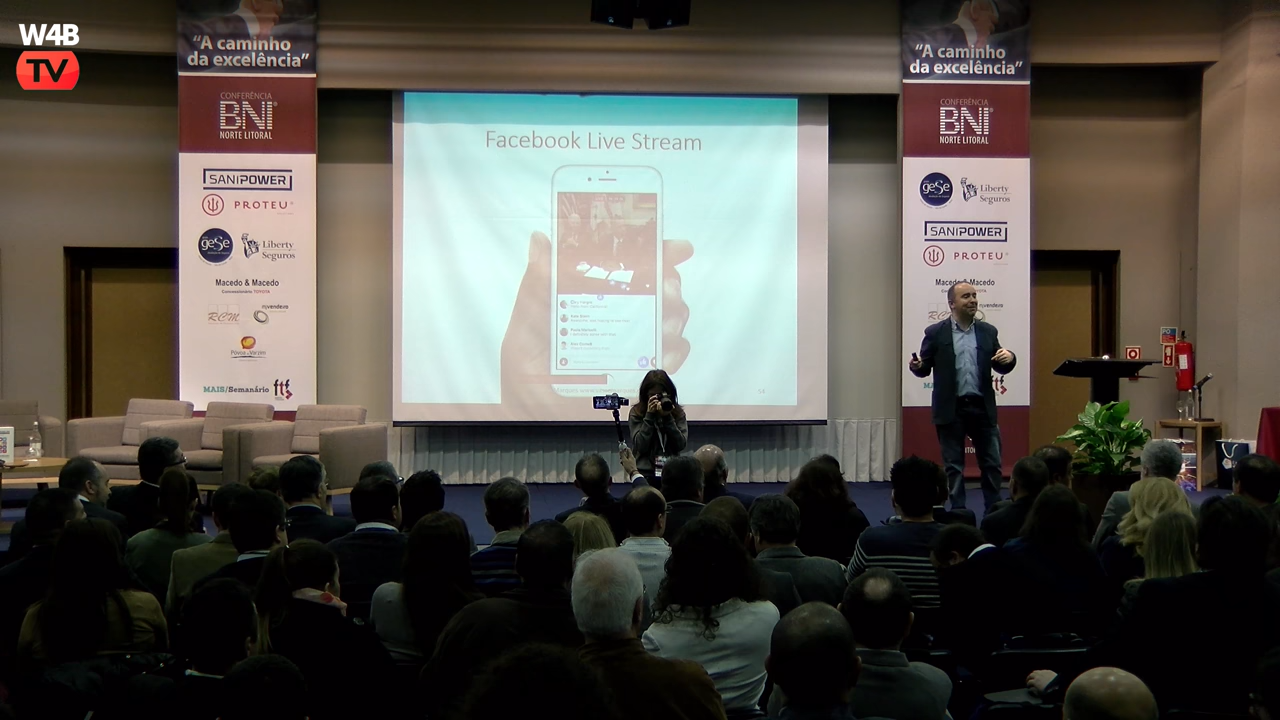 W4B
TV
"A caminho
da excelência"
CONFERÊNCIA
BNI®
NORTE LITORAL
SANIPOWER
PROTEU
geSe
Liberty
Seguros
Macedo & Macedo
RCM
Póvoa de Varzim
MAIS/Semanário
Facebook Live Stream
"A caminho
da excelência"
CONFERÊNCIA
BNI®
NORTE LITORAL
geSe
Liberty
Seguros
SANIPOWER
PROTEU
Macedo & Macedo
RCM
MAIS/